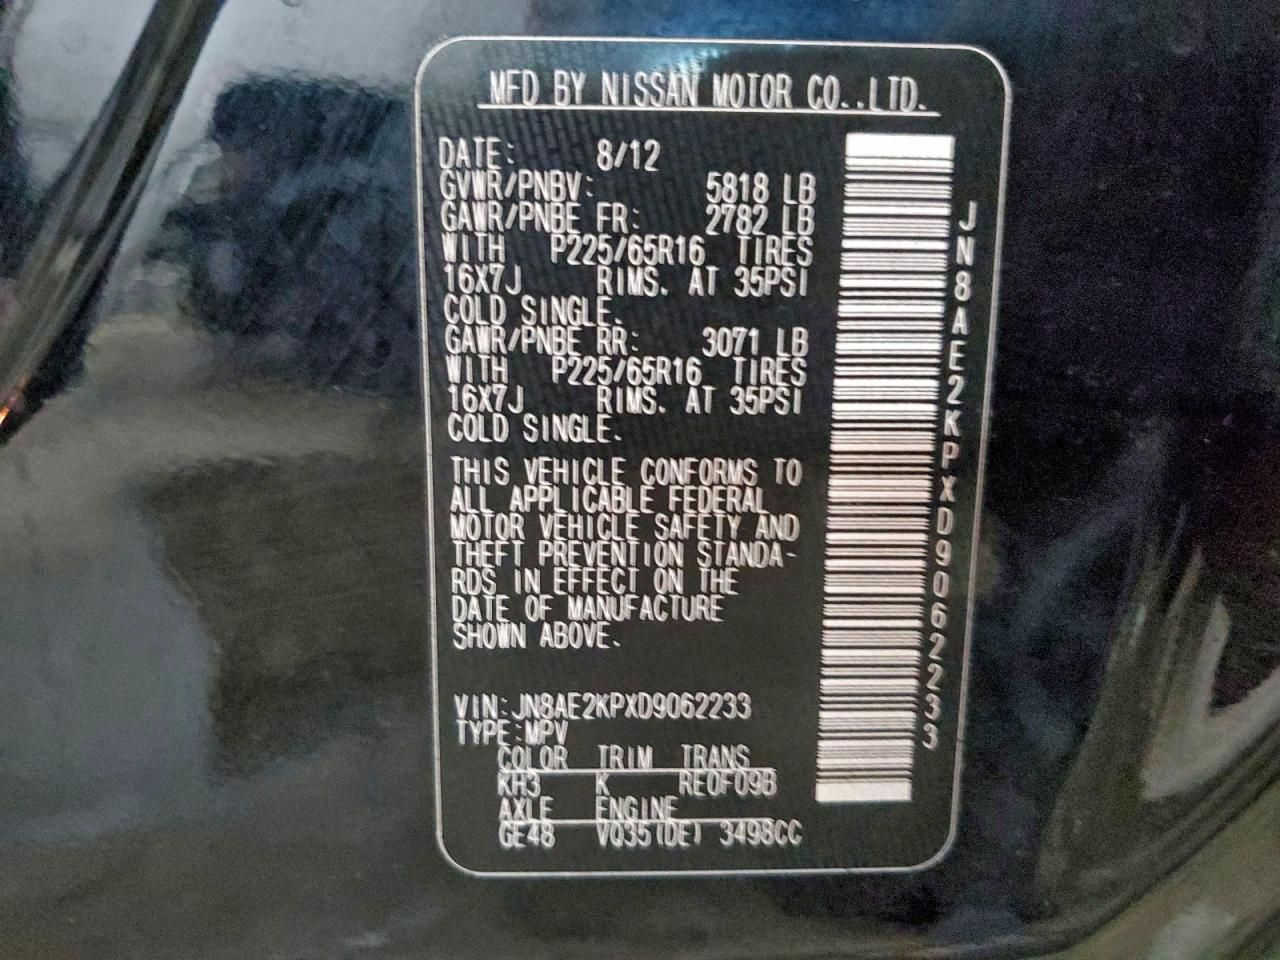 MFD BY NISSAN MOTOR CO.,LTD.
DATE: 8/12
GVWR/PNBV: 5818 LB
GAWR/PNBE FR: 2782 LB
WITH P225/65R16 TIRES
16X7J RIMS. AT 35PSI
COLD SINGLE.
GAWR/PNBE RR: 3071 LB
WITH P225/65R16 TIRES
16X7J RIMS. AT 35PSI
COLD SINGLE.
THIS VEHICLE CONFORMS TO
ALL APPLICABLE FEDERAL
MOTOR VEHICLE SAFETY AND
THEFT PREVENTION STANDA-
RDS IN EFFECT ON THE
DATE OF MANUFACTURE
SHOWN ABOVE.
VIN:JN8AE2KPXD9062233
TYPE:MPV
COLOR TRIM TRANS
KH3 K RE0F09B
AXLE ENGINE
GE48 VQ35(DE) 3498CC
JN8AE2KPXD9062233